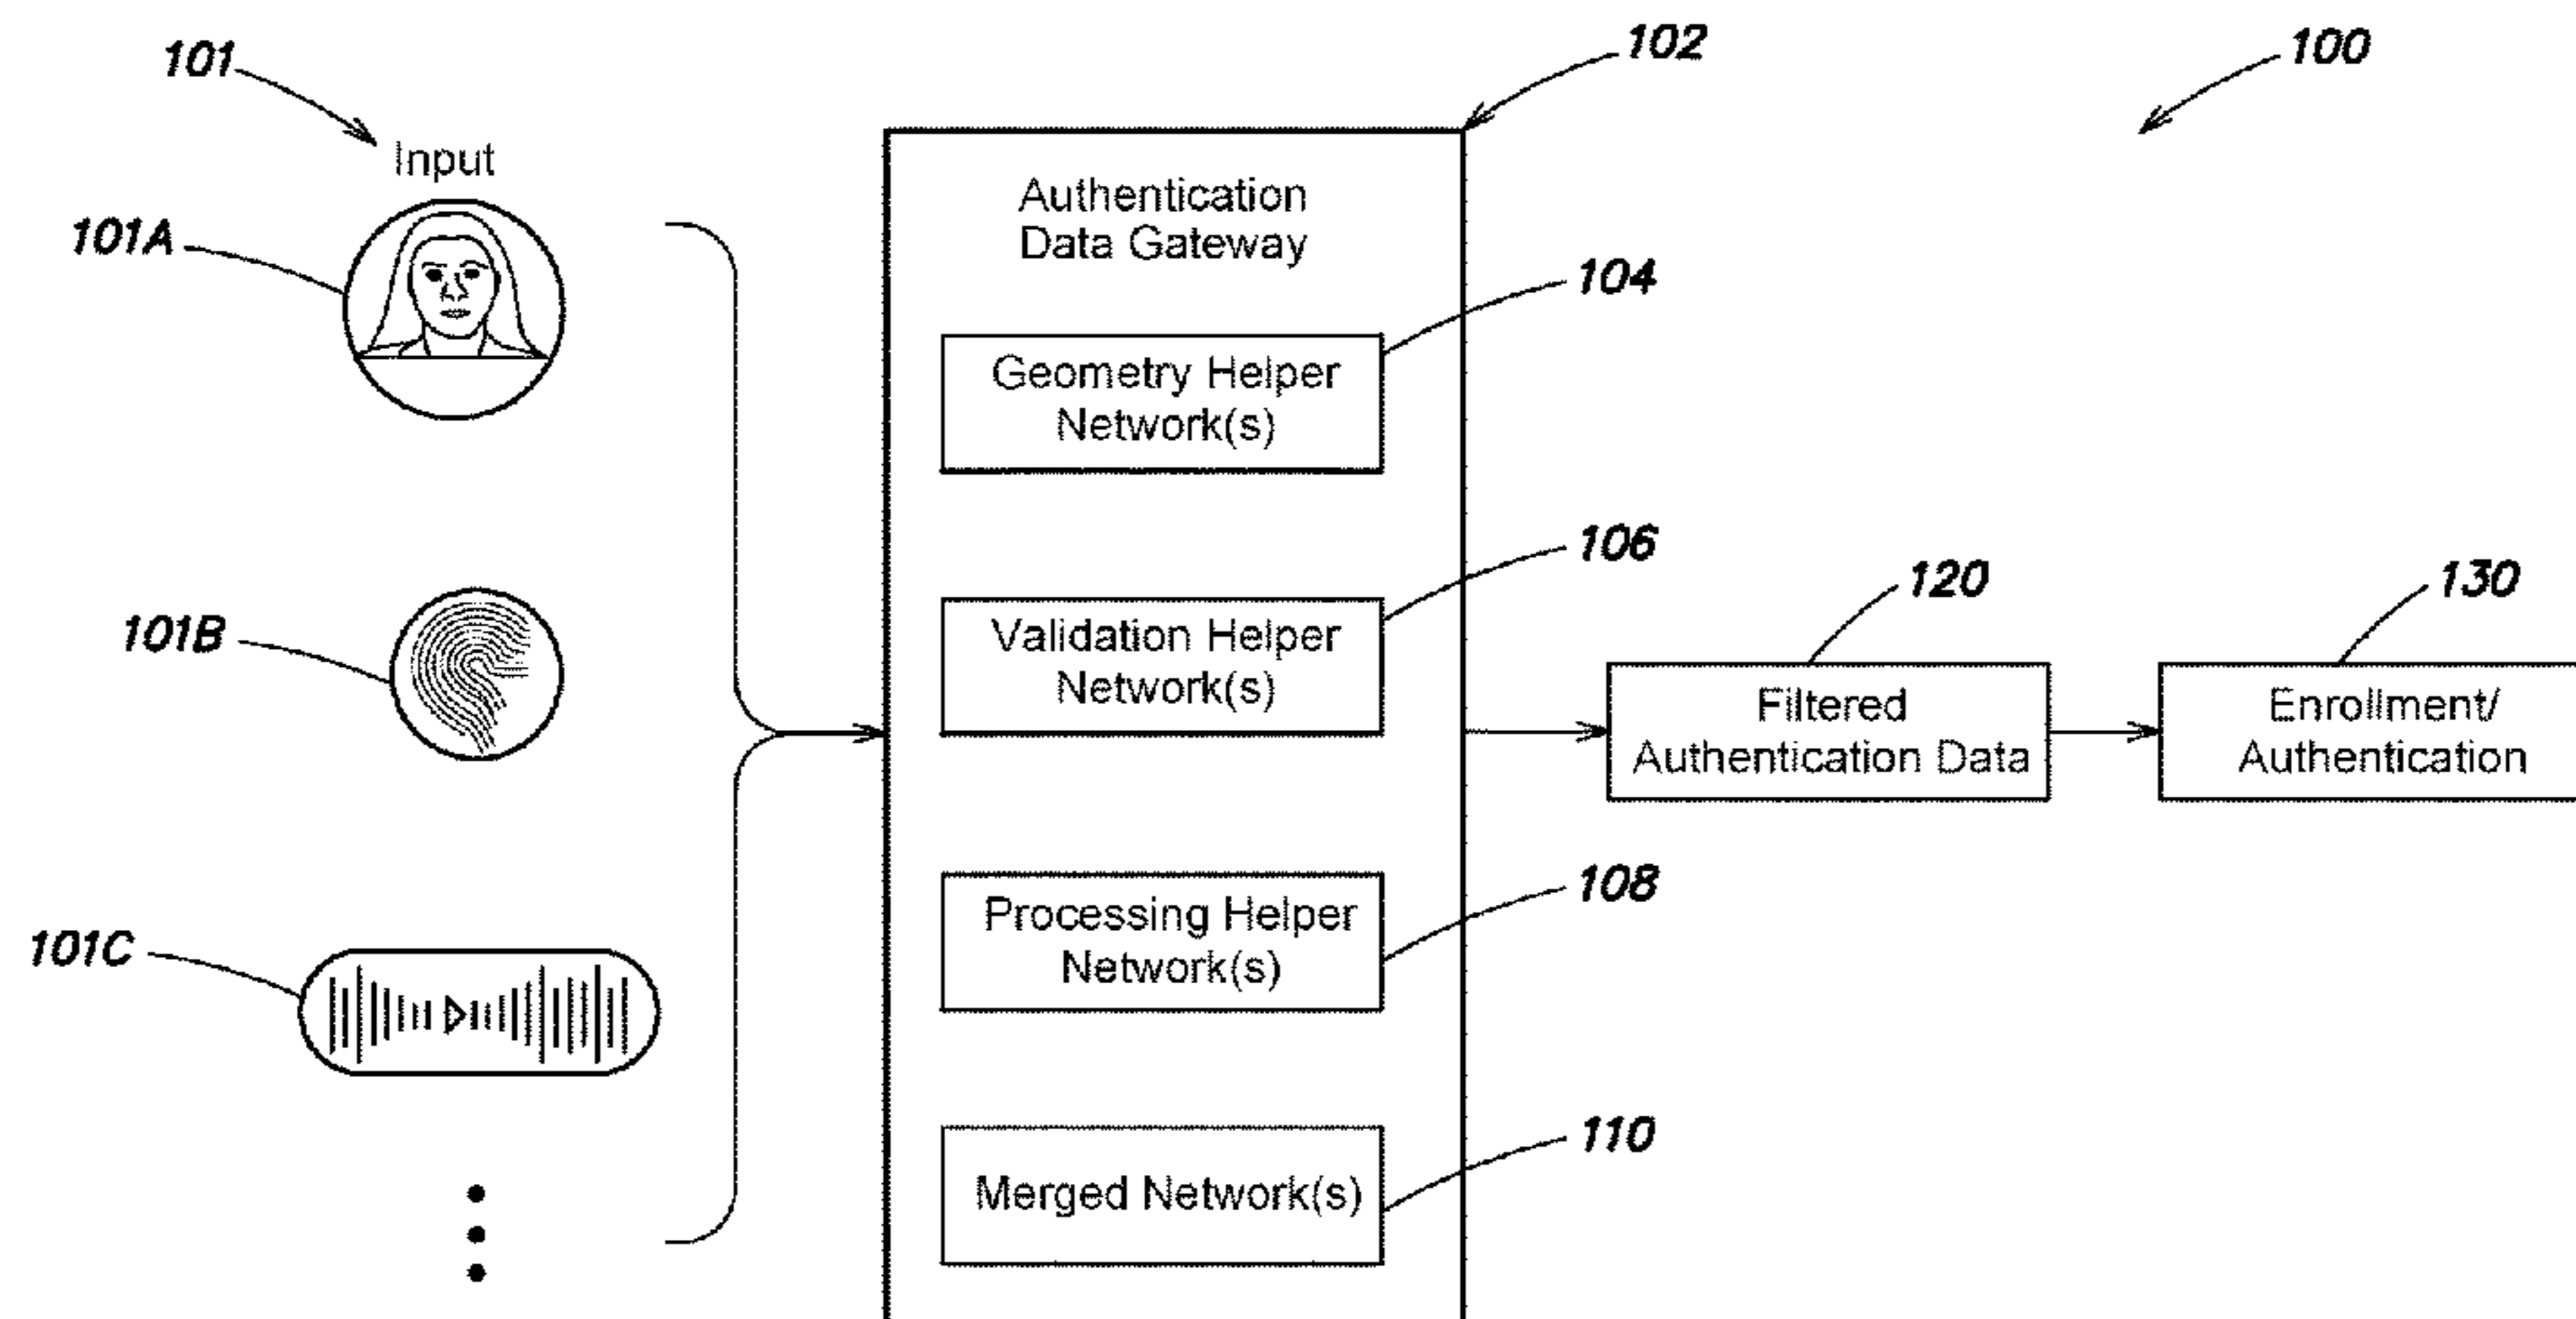 101
Input
101A
101B
101C
102
100
Authentication
Data Gateway
104
Geometry Helper
Network(s)
106
Validation Helper
Network(s)
108
Processing Helper
Network(s)
110
Merged Network(s)
120
Filtered
Authentication Data
130
Enrollment/
Authentication